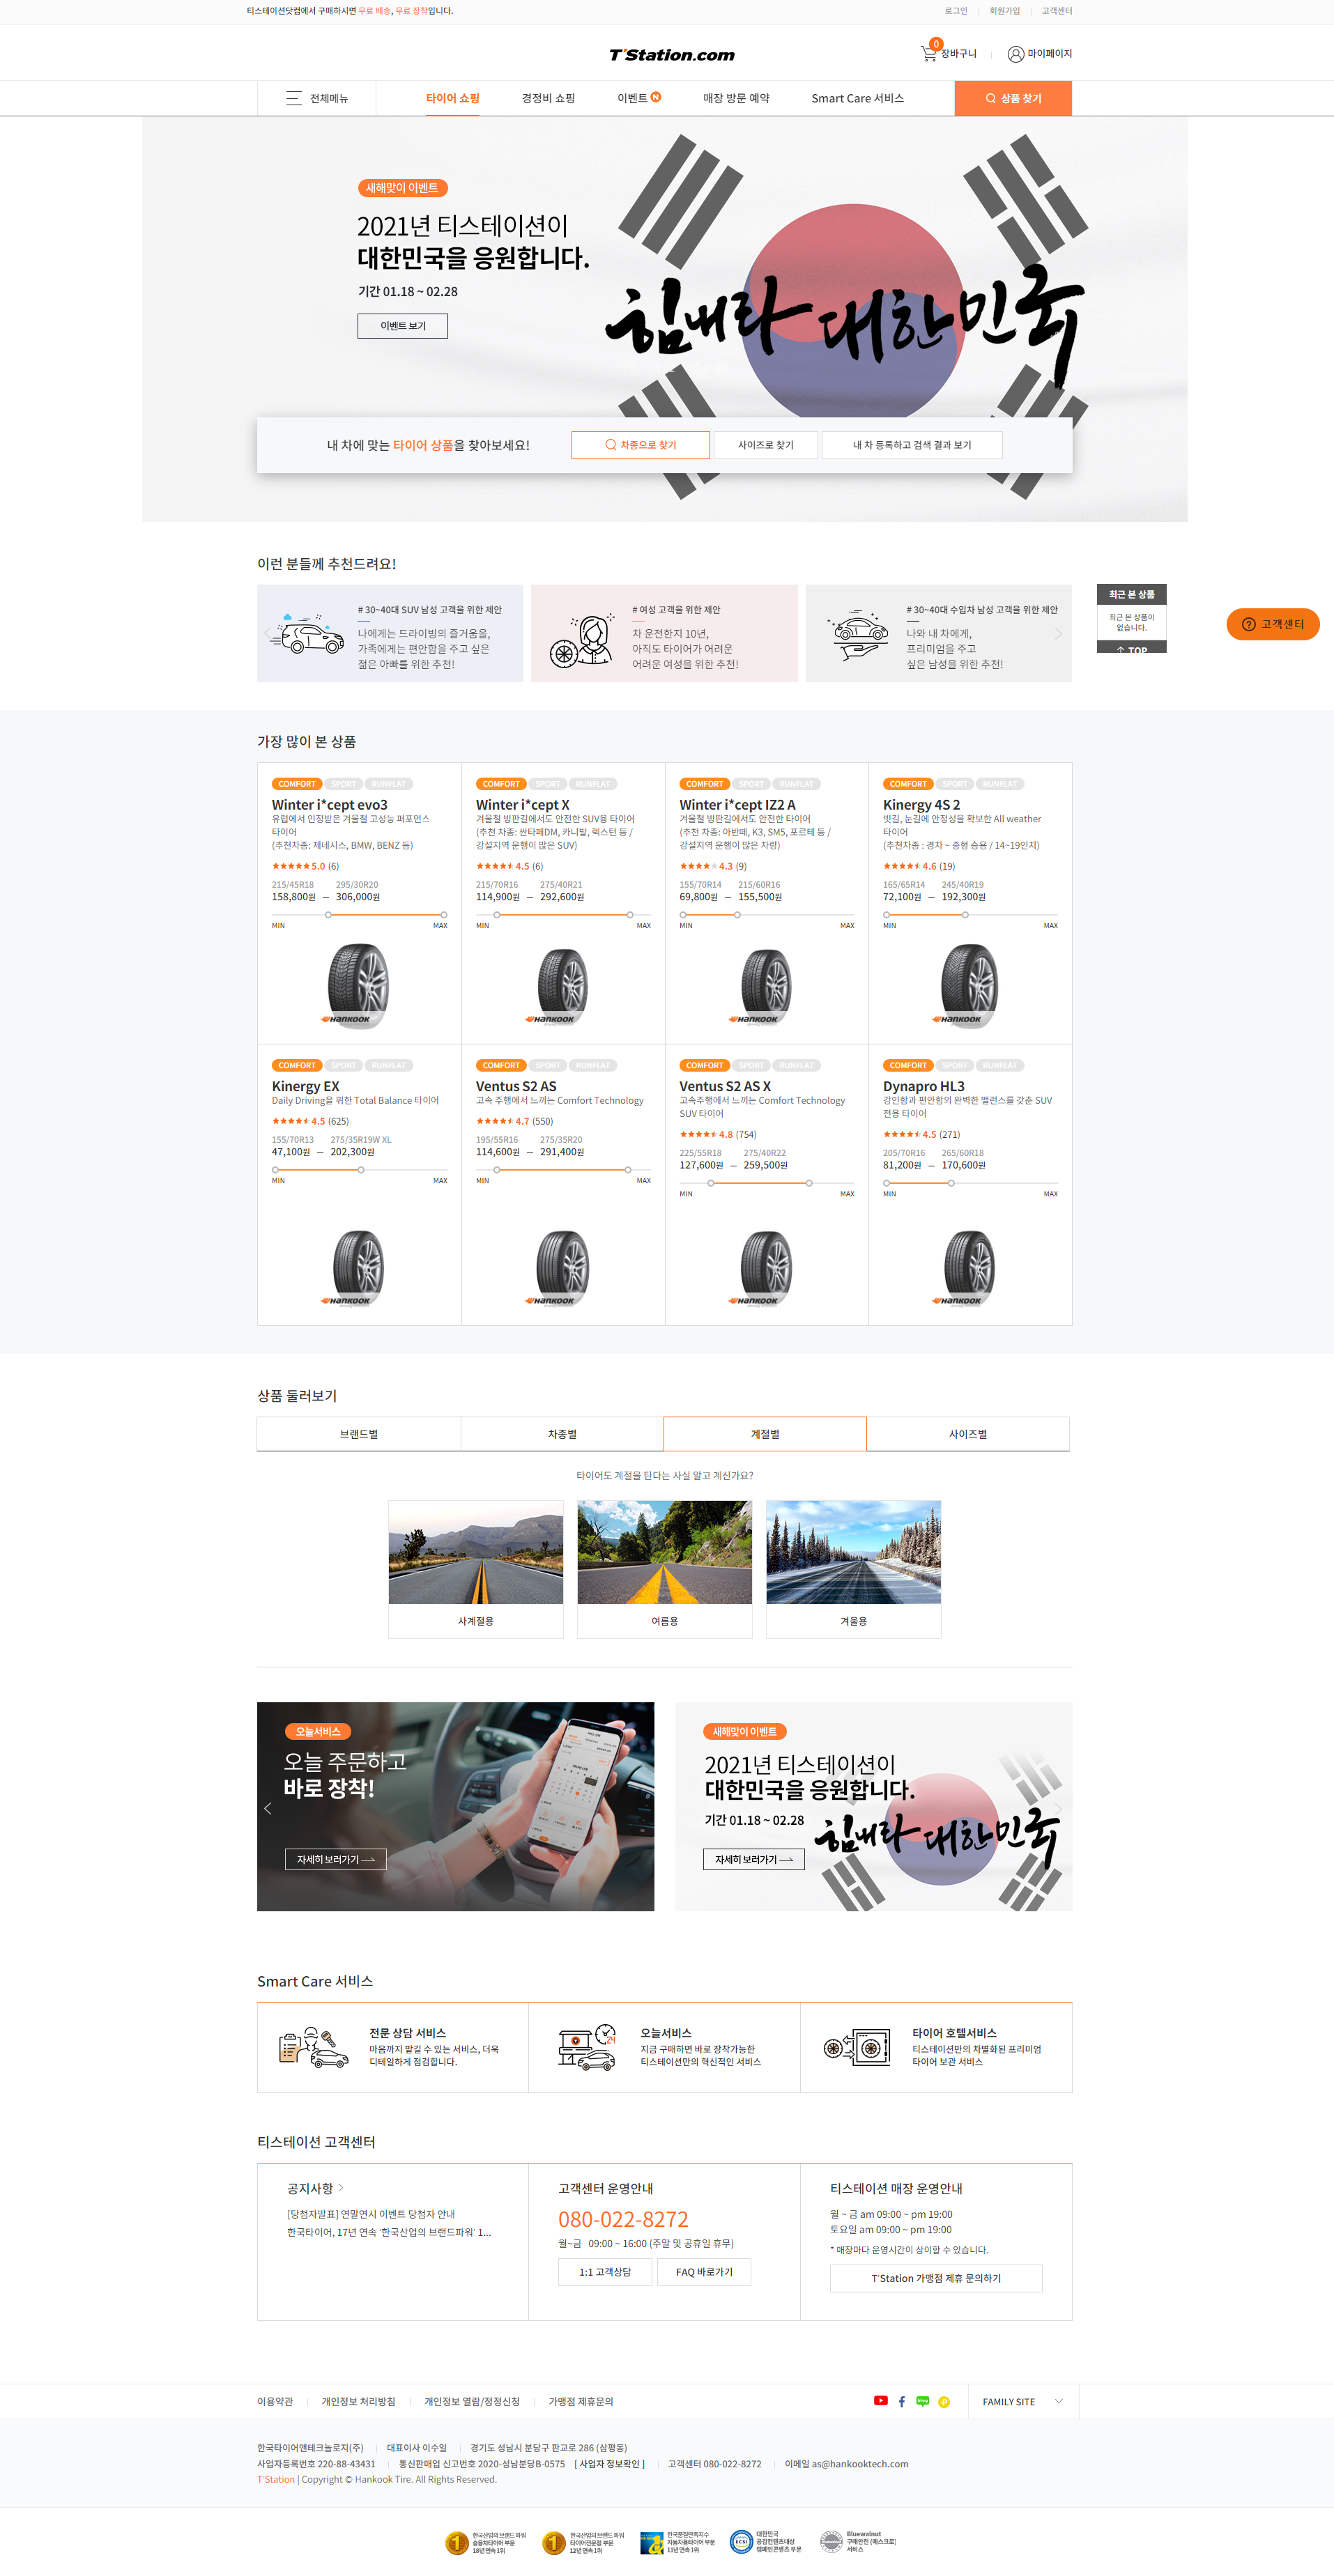 티스테이션닷컴에서 구매하시면 무료 배송, 무료 장착입니다.
로그인 회원가입 고객센터
T'Station.com
0
장바구니
마이페이지
전체메뉴
타이어 쇼핑
경정비 쇼핑
이벤트 N
매장 방문 예약
Smart Care 서비스
상품 찾기
새해맞이 이벤트
2021년 티스테이션이
대한민국을 응원합니다.
기간 01.18 ~ 02.28
이벤트 보기
힘내라 대한민국
내 차에 맞는 타이어 상품을 찾아보세요!
차종으로 찾기
사이즈로 찾기
내 차 등록하고 검색 결과 보기
이런 분들께 추천드려요!
# 30~40대 SUV 남성 고객을 위한 제안
나에게는 드라이빙의 즐거움을,
가족에게는 편안함을 주고 싶은
젊은 아빠를 위한 추천!
# 여성 고객을 위한 제안
차 운전한지 10년,
아직도 타이어가 어려운
어려운 여성을 위한 추천!
# 30~40대 수입차 남성 고객을 위한 제안
나와 내 차에게,
프리미엄을 주고
싶은 남성을 위한 추천!
최근 본 상품
최근 본 상품이
없습니다.
TOP
고객센터
가장 많이 본 상품
COMFORT SPORT RUNFLAT
Winter i*cept evo3
유럽에서 인정받은 겨울철 고성능 퍼포먼스
타이어
(추천차종: 제네시스, BMW, BENZ 등)
5.0 (6)
215/45R18 295/30R20
158,800원 — 306,000원
MIN MAX
HANKOOK
COMFORT SPORT RUNFLAT
Winter i*cept X
겨울철 빙판길에서도 안전한 SUV용 타이어
(추천 차종: 싼타페DM, 카니발, 렉스턴 등 /
강설지역 운행이 많은 SUV)
4.5 (6)
215/70R16 275/40R21
114,900원 — 292,600원
MIN MAX
HANKOOK
COMFORT SPORT RUNFLAT
Winter i*cept IZ2 A
겨울철 빙판길에서도 안전한 타이어
(추천 차종: 아반떼, K3, SM5, 포르테 등 /
강설지역 운행이 많은 차량)
4.3 (9)
155/70R14 215/60R16
69,800원 — 155,500원
MIN MAX
HANKOOK
COMFORT SPORT RUNFLAT
Kinergy 4S 2
빗길, 눈길에 안정성을 확보한 All weather
타이어
(추천차종 : 경차 ~ 중형 승용 / 14~19인치)
4.6 (19)
165/65R14 245/40R19
72,100원 — 192,300원
MIN MAX
HANKOOK
COMFORT SPORT RUNFLAT
Kinergy EX
Daily Driving을 위한 Total Balance 타이어
4.5 (625)
155/70R13 275/35R19W XL
47,100원 — 202,300원
MIN MAX
HANKOOK
COMFORT SPORT RUNFLAT
Ventus S2 AS
고속 주행에서 느끼는 Comfort Technology
4.7 (550)
195/55R16 275/35R20
114,600원 — 291,400원
MIN MAX
HANKOOK
COMFORT SPORT RUNFLAT
Ventus S2 AS X
고속주행에서 느끼는 Comfort Technology
SUV 타이어
4.8 (754)
225/55R18 275/40R22
127,600원 — 259,500원
MIN MAX
HANKOOK
COMFORT SPORT RUNFLAT
Dynapro HL3
강인함과 편안함의 완벽한 밸런스를 갖춘 SUV
전용 타이어
4.5 (271)
205/70R16 265/60R18
81,200원 — 170,600원
MIN MAX
HANKOOK
상품 둘러보기
브랜드별
차종별
계절별
사이즈별
타이어도 계절을 탄다는 사실 알고 계신가요?
사계절용
여름용
겨울용
오늘서비스
오늘 주문하고
바로 장착!
자세히 보러가기
새해맞이 이벤트
2021년 티스테이션이
대한민국을 응원합니다.
기간 01.18 ~ 02.28
힘내라 대한민국
자세히 보러가기
Smart Care 서비스
전문 상담 서비스
마음까지 맡길 수 있는 서비스, 더욱
디테일하게 점검합니다.
24
오늘서비스
지금 구매하면 바로 장착가능한
티스테이션만의 혁신적인 서비스
타이어 호텔서비스
티스테이션만의 차별화된 프리미엄
타이어 보관 서비스
티스테이션 고객센터
공지사항
[당첨자발표] 연말연시 이벤트 당첨자 안내
한국타이어, 17년 연속 '한국산업의 브랜드파워' 1...
고객센터 운영안내
080-022-8272
월~금 09:00 ~ 16:00 (주말 및 공휴일 휴무)
1:1 고객상담
FAQ 바로가기
티스테이션 매장 운영안내
월 ~ 금 am 09:00 ~ pm 19:00
토요일 am 09:00 ~ pm 19:00
* 매장마다 운영시간이 상이할 수 있습니다.
T'Station 가맹점 제휴 문의하기
이용약관
개인정보 처리방침
개인정보 열람/정정신청
가맹점 제휴문의
FAMILY SITE
한국타이어앤테크놀로지(주) 대표이사 이수일 경기도 성남시 분당구 판교로 286 (삼평동)
사업자등록번호 220-88-43431 통신판매업 신고번호 2020-성남분당B-0575 [ 사업자 정보확인 ] 고객센터 080-022-8272 이메일 as@hankooktech.com
T'Station | Copyright © Hankook Tire. All Rights Reserved.
한국산업의 브랜드 파워
승용차타이어 부문
18년 연속 1위
한국산업의 브랜드 파워
타이어전문점 부문
12년 연속 1위
한국품질만족지수
자동차용타이어 부문
11년 연속 1위
대한민국
공감컨텐츠대상
캠페인콘텐츠 부문
Bluewalnut
구매안전 (에스크로)
서비스